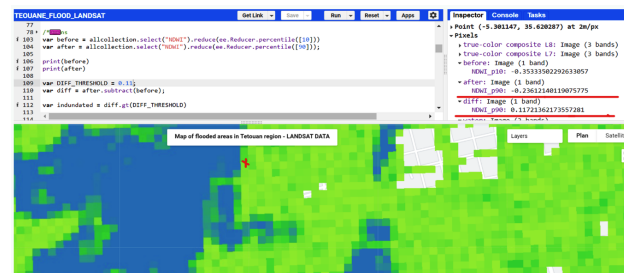 TEOUANE_FLOOD_LANDSAT
Get Link
Save
Run
Reset
Apps
Inspector Console Tasks
77
78 /*
103 var before = allcollection.select("NDWI").reduce(ee.Reducer.percentile([10]))
104 var after = allcollection.select("NDWI").reduce(ee.Reducer.percentile([90]));
105
106 print(before)
107 print(after)
108
109 var DIFF_THRESHOLD = 0.11;
110 var diff = after.subtract(before);
111
112 var indundated = diff.gt(DIFF_THRESHOLD)
113
Point (-5.301147, 35.620287) at 2m/px
Pixels
true-color composite L8: Image (3 bands)
true-color composite L7: Image (3 bands)
before: Image (1 band)
NDWI_p10: -0.35333502292633057
after: Image (1 band)
NDWI_p90: -0.23612140119075775
diff: Image (1 band)
NDWI_p90: 0.11721362173557281
Map of flooded areas in Tetouan region - LANDSAT DATA
Layers
Plan
Satellit